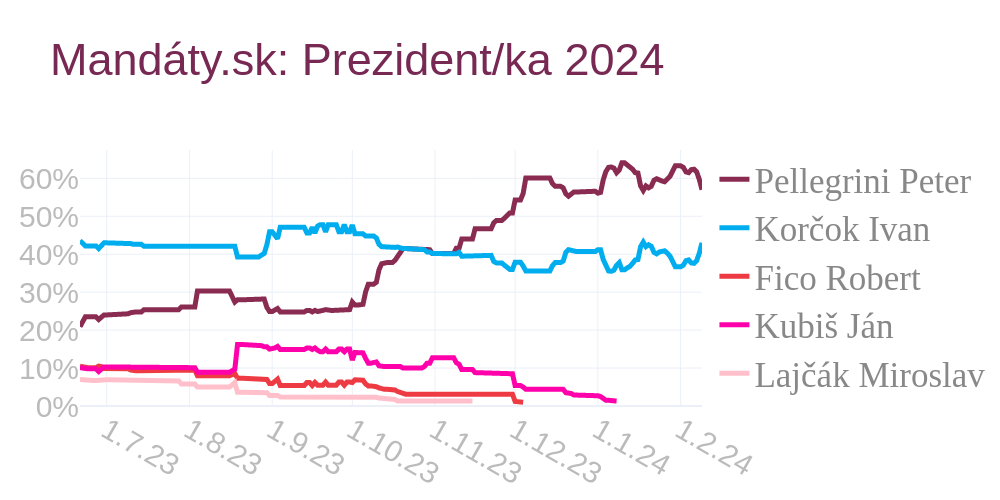 Mandáty.sk: Prezident/ka 2024
60%
50%
40%
30%
20%
10%
0%
1.7.23
1.8.23
1.9.23
1.10.23
1.11.23
1.12.23
1.1.24
1.2.24
Pellegrini Peter
Korčok Ivan
Fico Robert
Kubiš Ján
Lajčák Miroslav